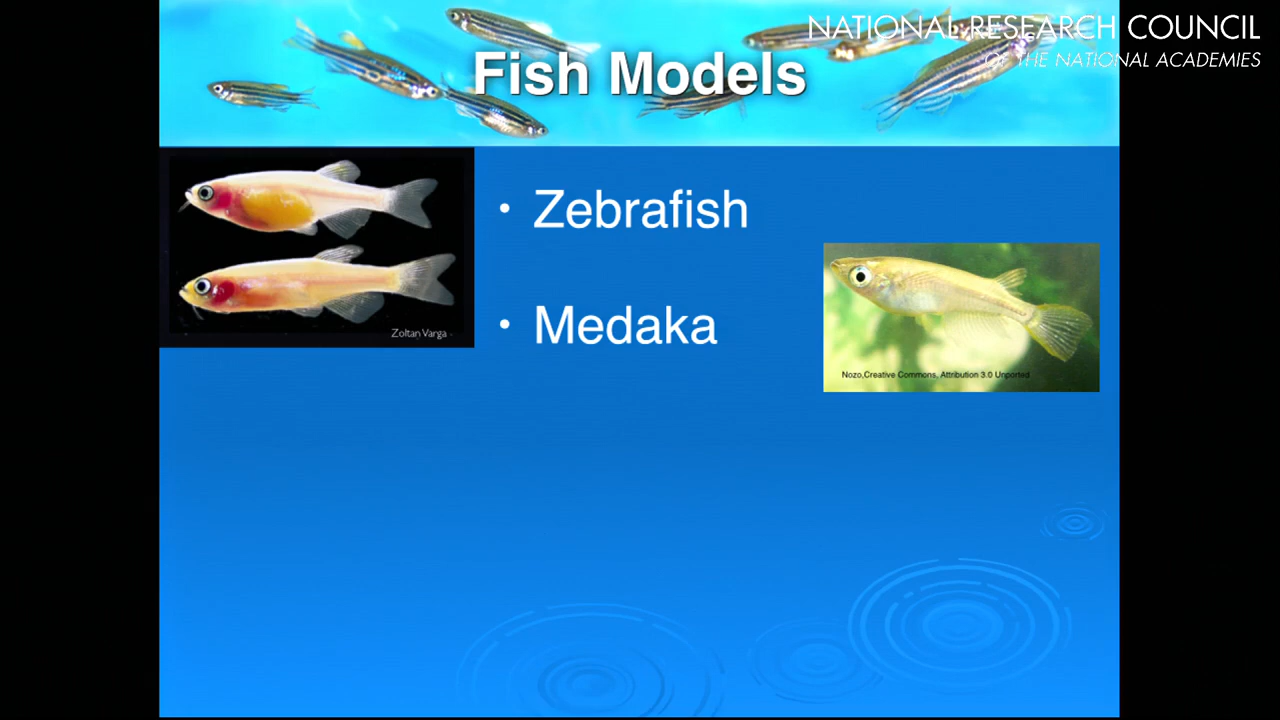 NATIONAL RESEARCH COUNCIL
OF THE NATIONAL ACADEMIES
Fish Models
• Zebrafish
• Medaka
Zoltan Varga
Nozo,Creative Commons, Attribution 3.0 Unported